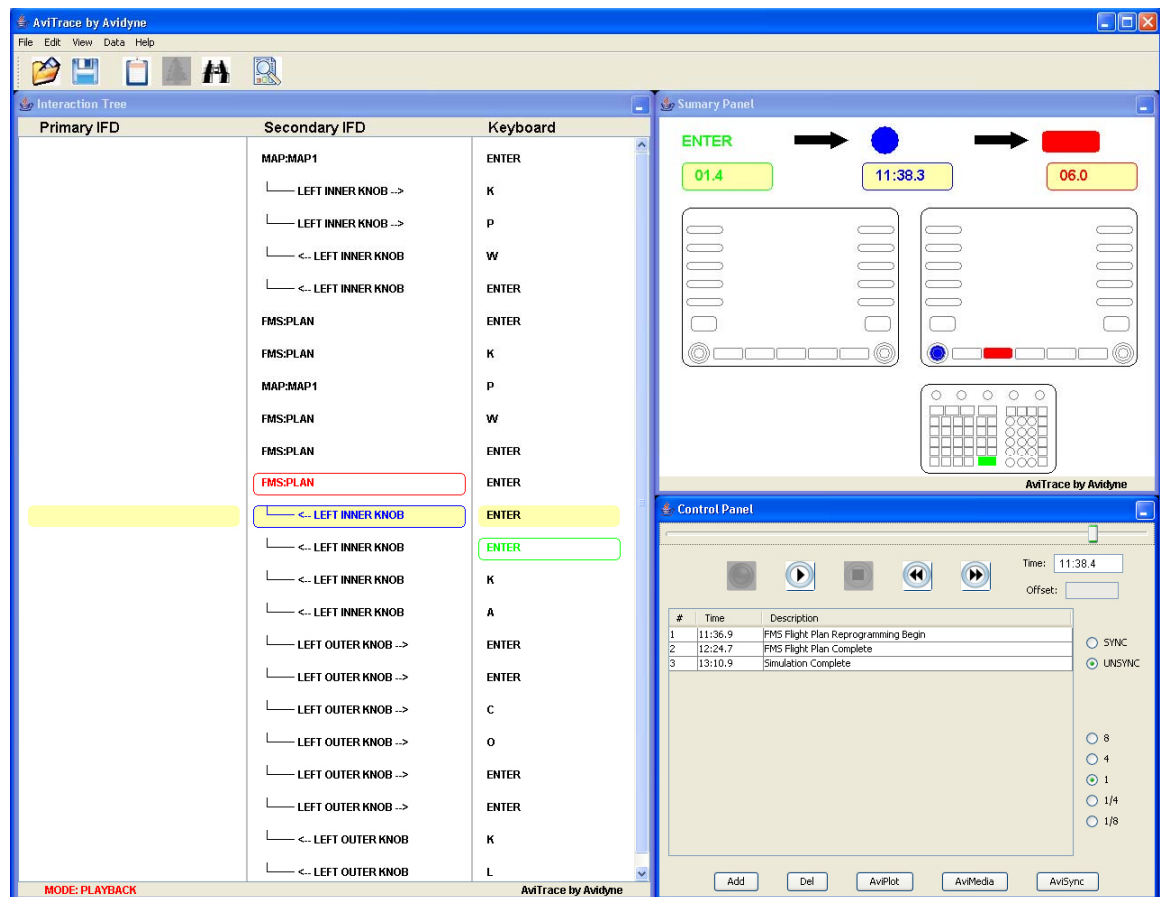 AviTrace by Avidyne
File Edit View Data Help
Interaction Tree
Primary IFD Secondary IFD Keyboard
MAP:MAP1 ENTER
LEFT INNER KNOB --> K
LEFT INNER KNOB --> P
<-- LEFT INNER KNOB W
<-- LEFT INNER KNOB ENTER
FMS:PLAN ENTER
FMS:PLAN K
MAP:MAP1 P
FMS:PLAN W
FMS:PLAN ENTER
FMS:PLAN ENTER
<-- LEFT INNER KNOB ENTER
<-- LEFT INNER KNOB ENTER
<-- LEFT INNER KNOB K
<-- LEFT INNER KNOB A
LEFT OUTER KNOB --> ENTER
LEFT OUTER KNOB --> ENTER
LEFT OUTER KNOB --> C
LEFT OUTER KNOB --> O
LEFT OUTER KNOB --> ENTER
LEFT OUTER KNOB --> ENTER
<-- LEFT OUTER KNOB K
<-- LEFT OUTER KNOB L
MODE: PLAYBACK AviTrace by Avidyne
Sumary Panel
ENTER
01.4 11:38.3 06.0
AviTrace by Avidyne
Control Panel
Time: 11:38.4
Offset:
# Time Description
1 11:36.9 FMS Flight Plan Reprogramming Begin
2 12:24.7 FMS Flight Plan Complete
3 13:10.9 Simulation Complete
SYNC
UNSYNC
8
4
1
1/4
1/8
Add Del AviPlot AviMedia AviSync